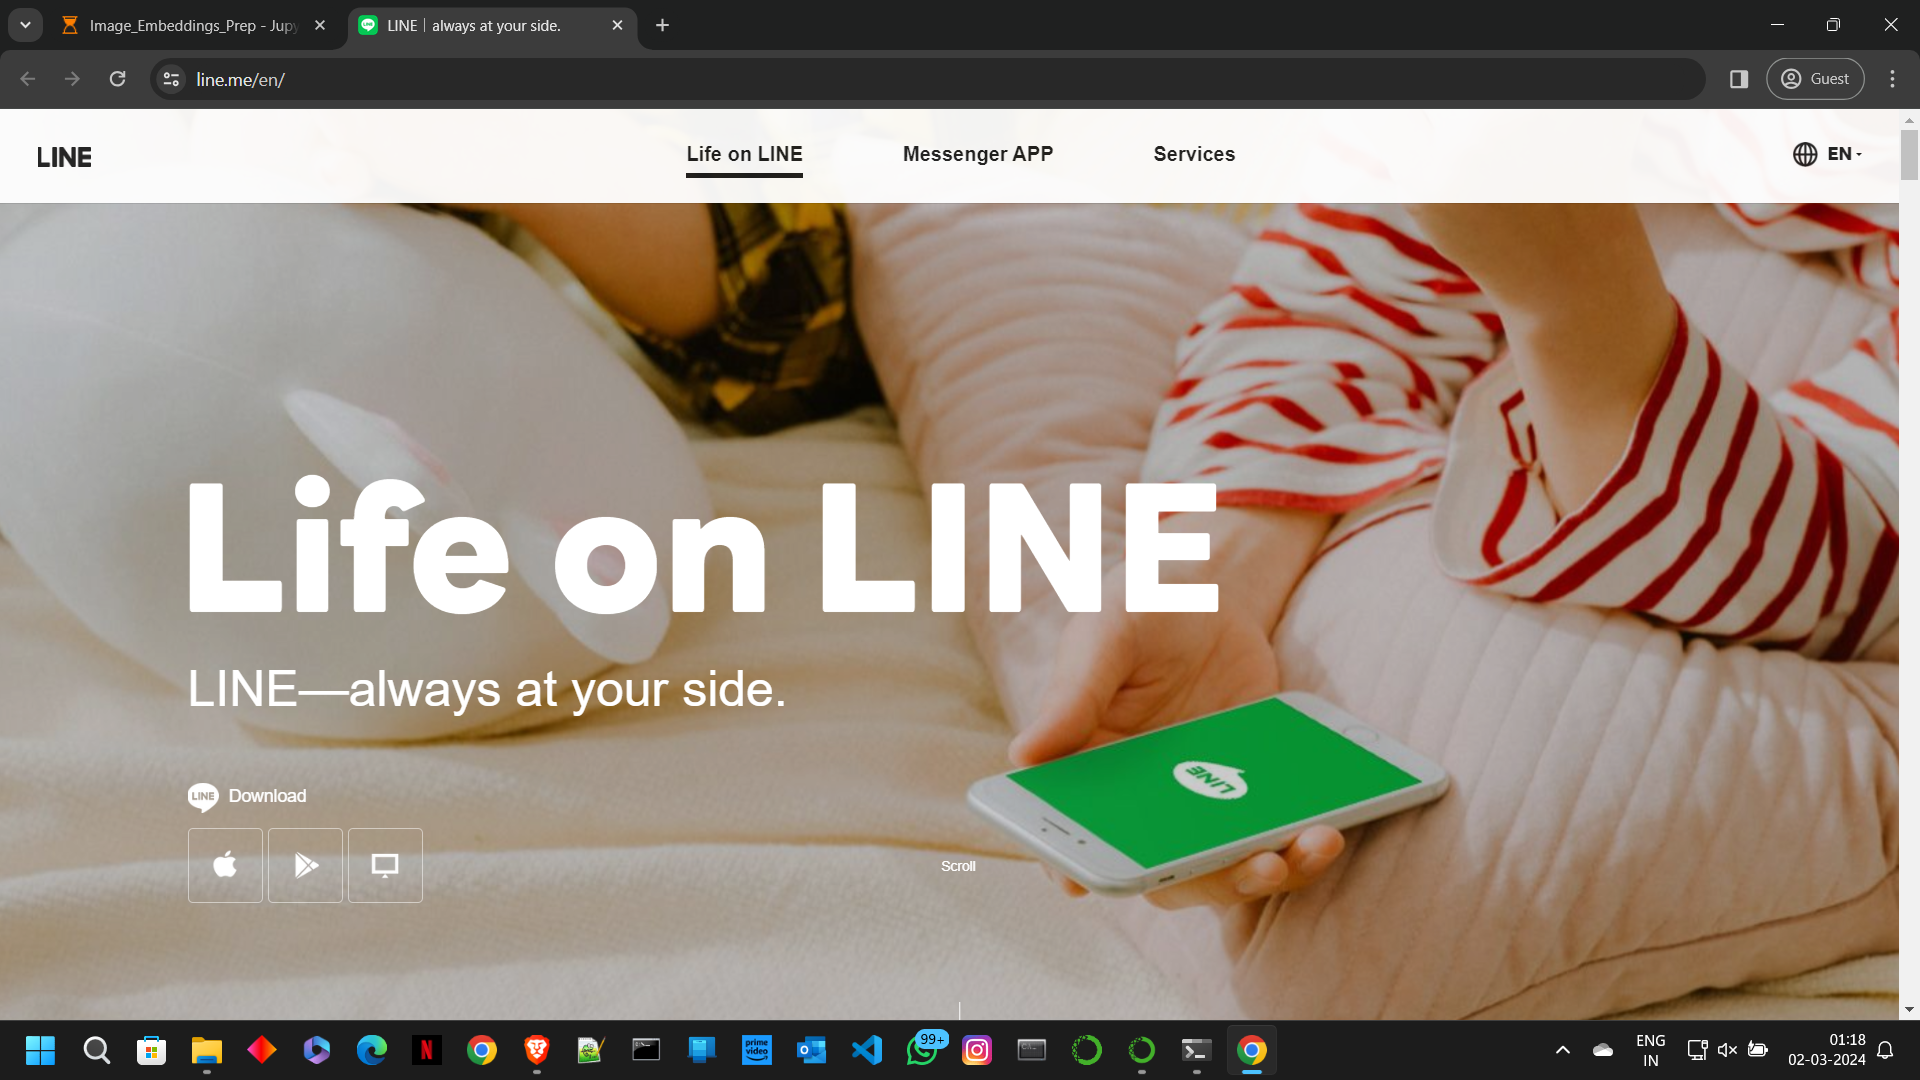 Image_Embeddings_Prep - Jupy
LINE｜always at your side.
line.me/en/
Guest
LINE
Life on LINE
Messenger APP
Services
EN
Life on LINE
LINE—always at your side.
LINE
Download
LINE
Scroll
N
prime video
99+
ENG
IN
01:18
02-03-2024